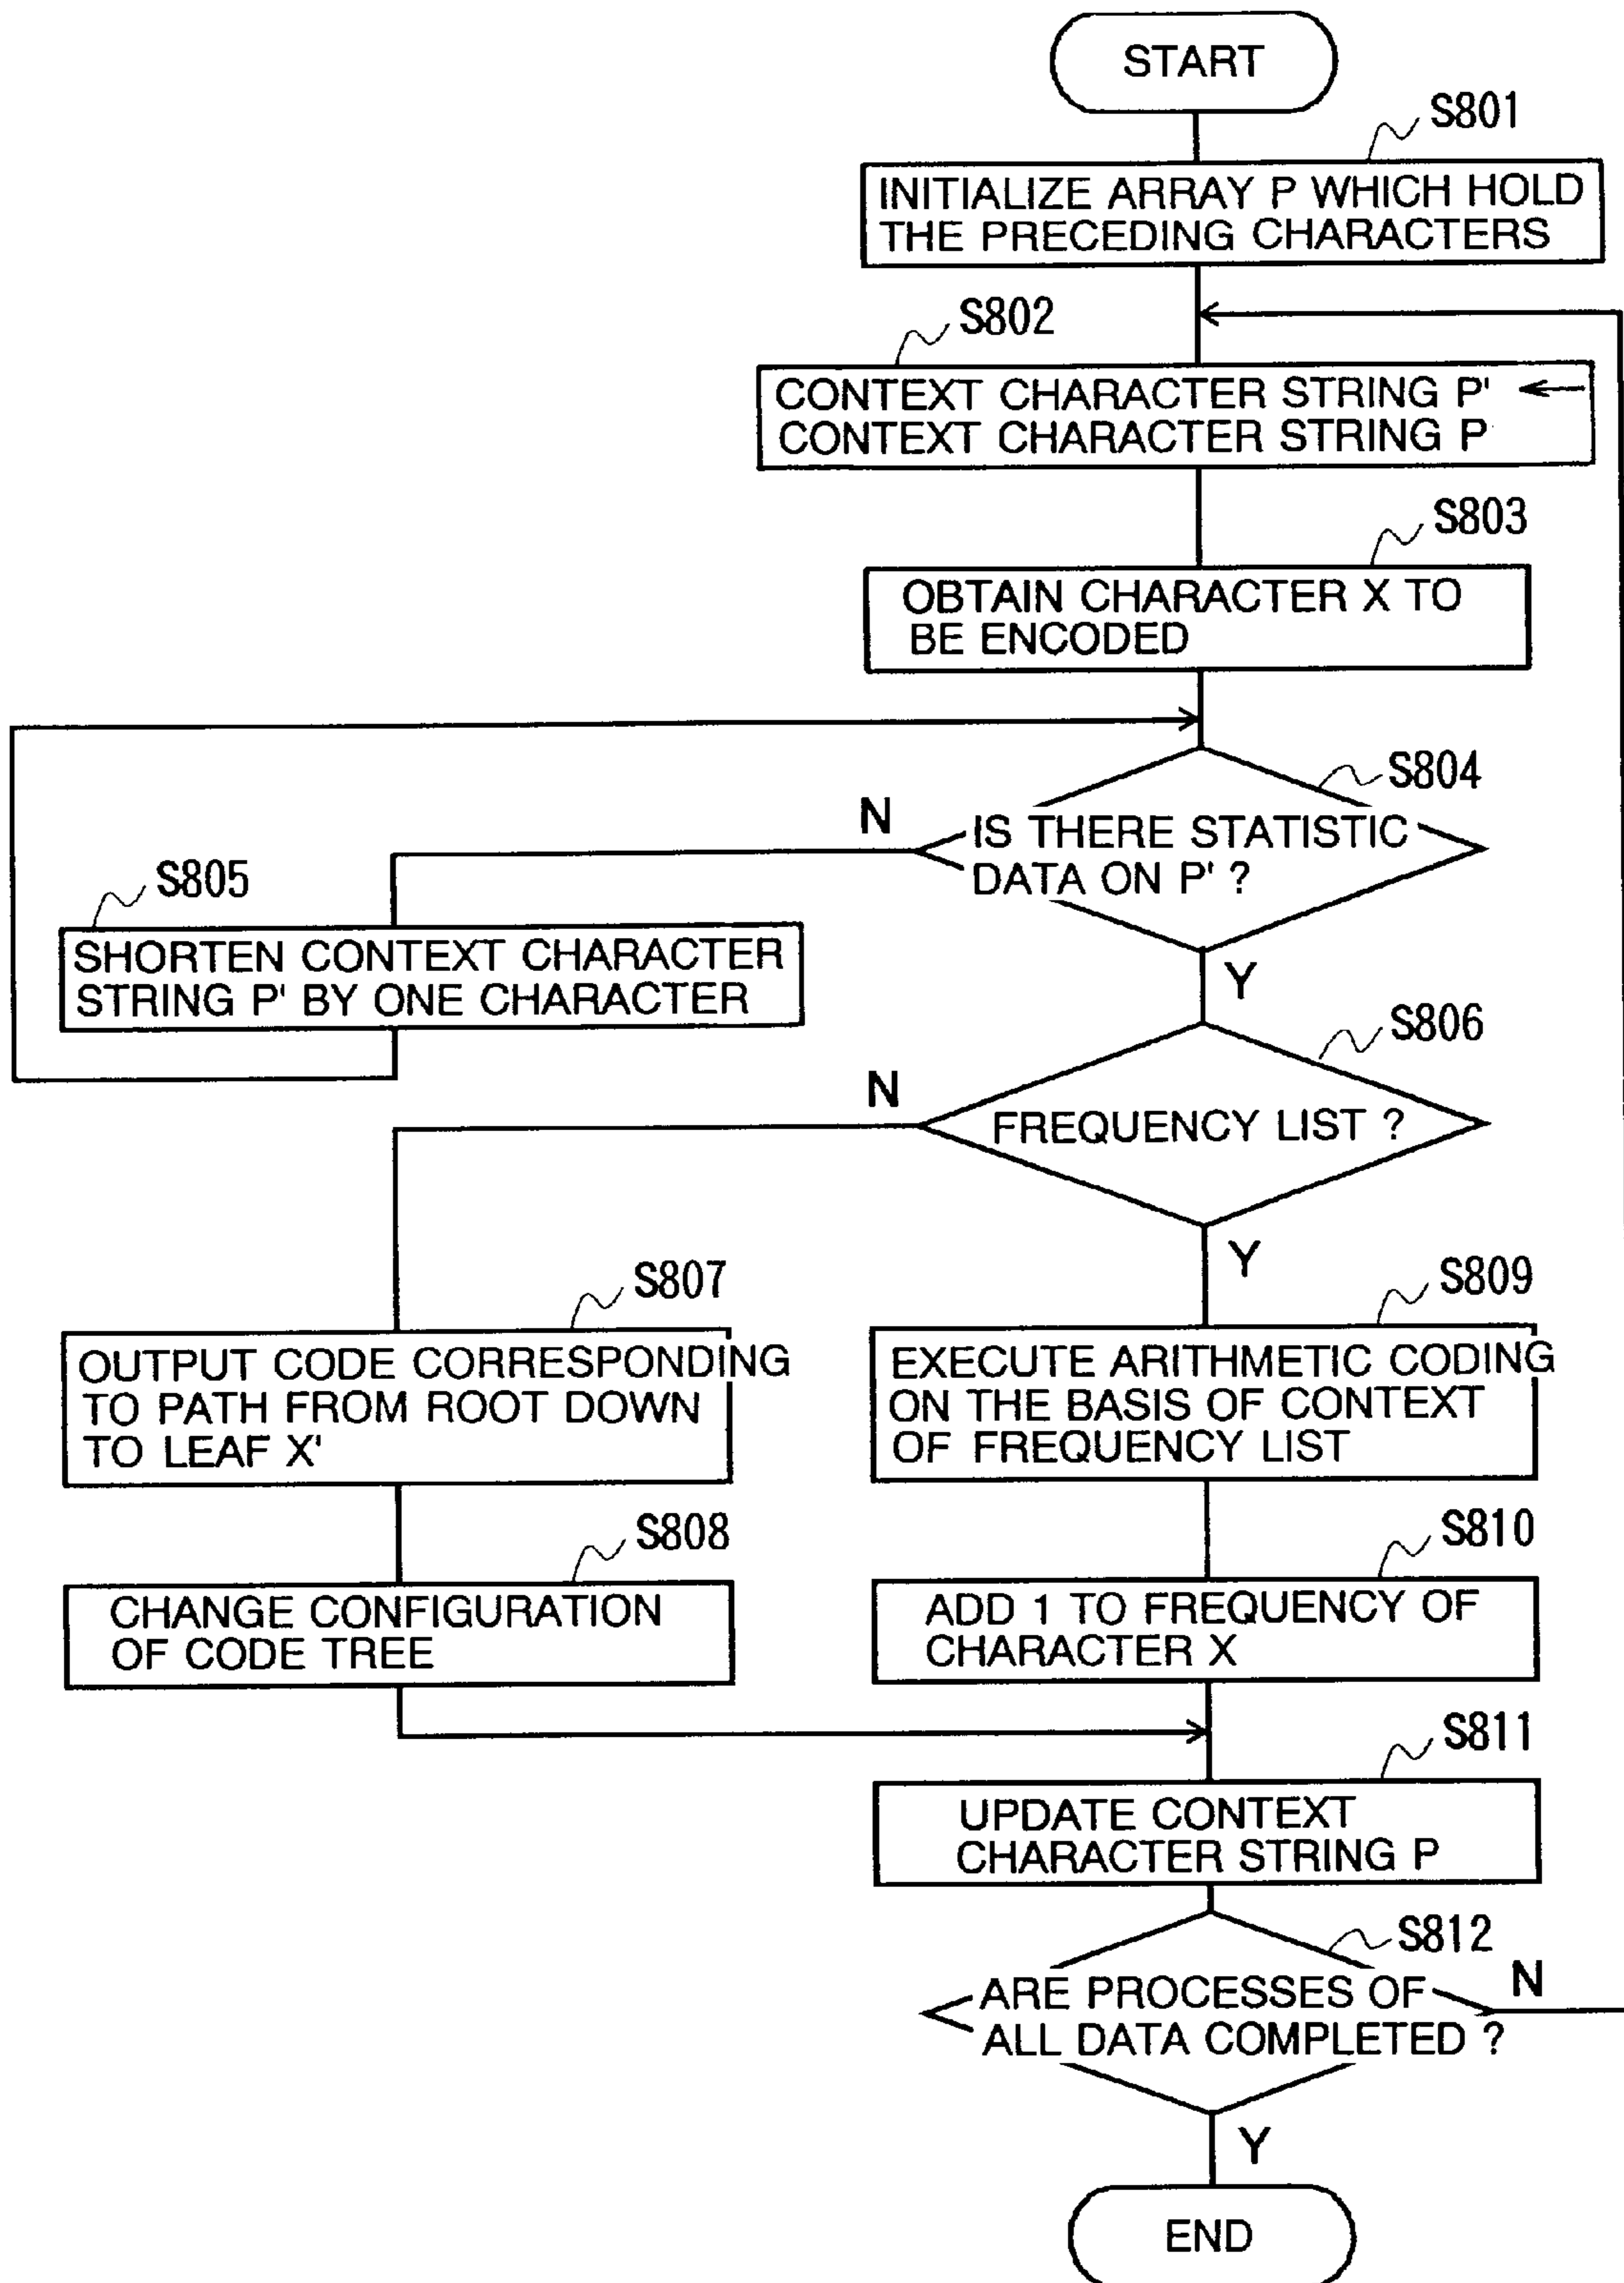 START
S801
INITIALIZE ARRAY P WHICH HOLD
THE PRECEDING CHARACTERS
S802
CONTEXT CHARACTER STRING P' ←
CONTEXT CHARACTER STRING P
S803
OBTAIN CHARACTER X TO
BE ENCODED
S804
N
IS THERE STATISTIC
DATA ON P' ?
S805
SHORTEN CONTEXT CHARACTER
STRING P' BY ONE CHARACTER
Y
S806
N
FREQUENCY LIST ?
Y
S807
OUTPUT CODE CORRESPONDING
TO PATH FROM ROOT DOWN
TO LEAF X'
S809
EXECUTE ARITHMETIC CODING
ON THE BASIS OF CONTEXT
OF FREQUENCY LIST
S808
CHANGE CONFIGURATION
OF CODE TREE
S810
ADD 1 TO FREQUENCY OF
CHARACTER X
S811
UPDATE CONTEXT
CHARACTER STRING P
S812
ARE PROCESSES OF
ALL DATA COMPLETED ?
N
Y
END